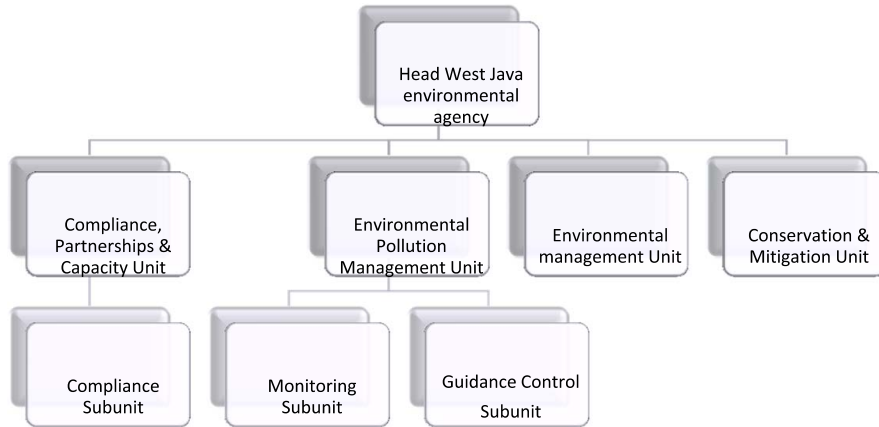 Head West Java
environmental
agency
Compliance,
Partnerships &
Capacity Unit
Environmental
Pollution
Management Unit
Environmental
management Unit
Conservation &
Mitigation Unit
Compliance
Subunit
Monitoring
Subunit
Guidance Control
Subunit